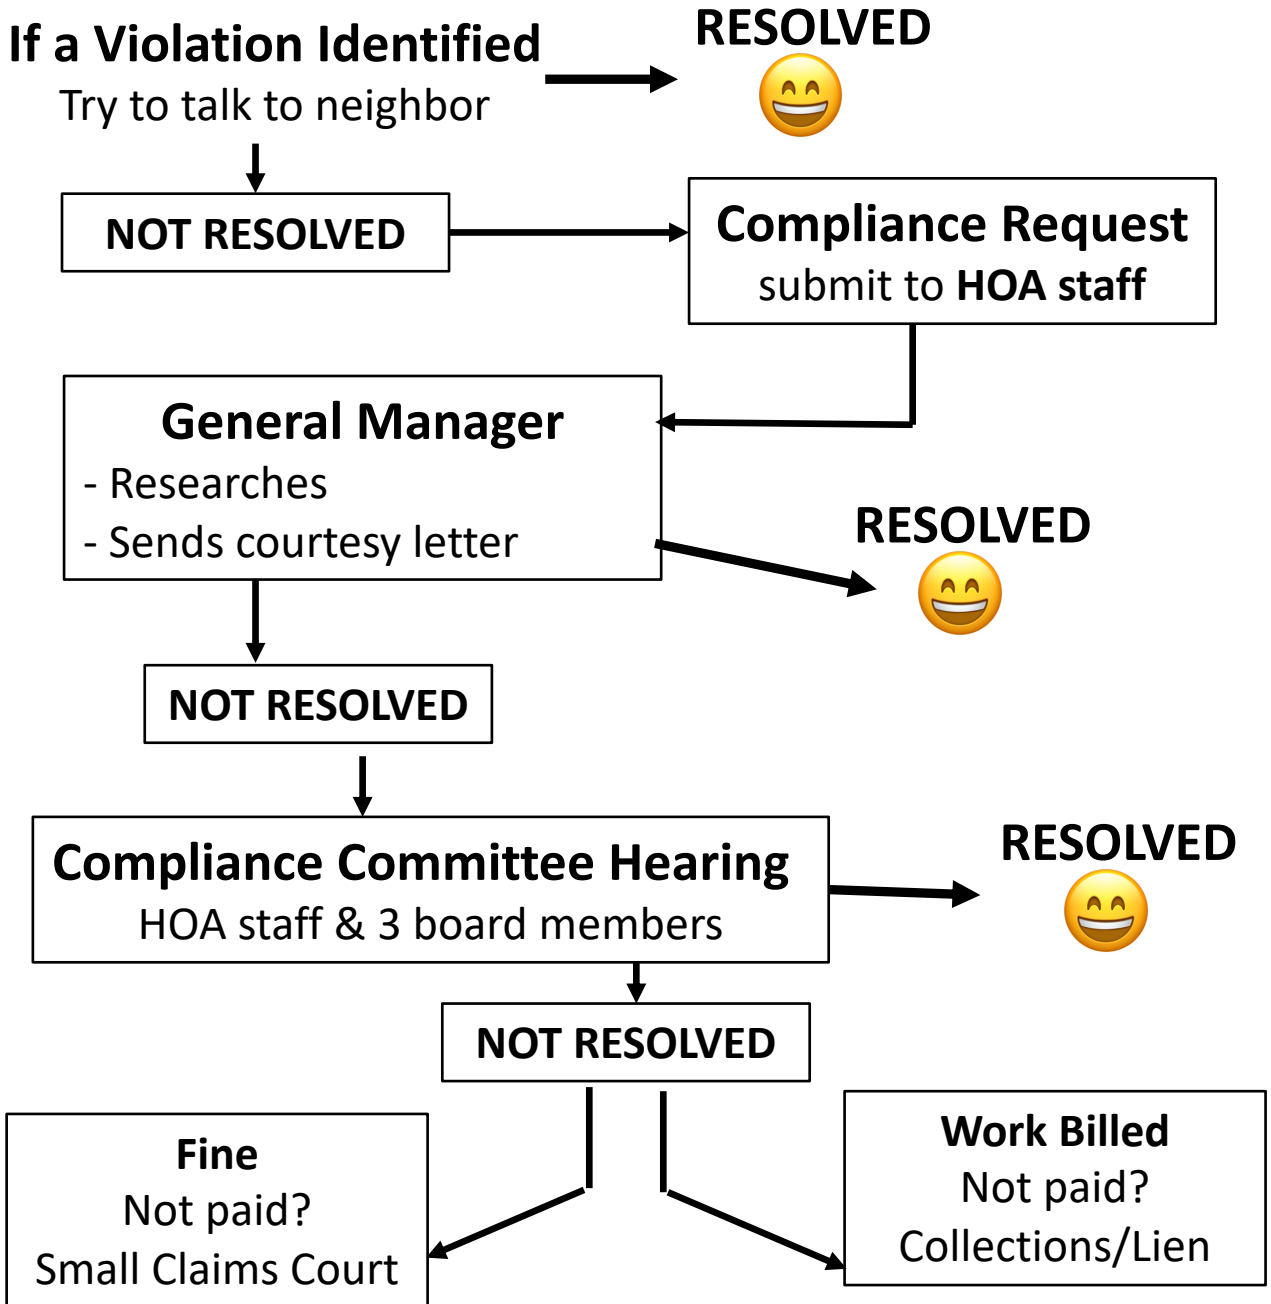 If a Violation Identified
Try to talk to neighbor
RESOLVED
NOT RESOLVED
Compliance Request
submit to HOA staff
General Manager
- Researches
- Sends courtesy letter
RESOLVED
NOT RESOLVED
Compliance Committee Hearing
HOA staff & 3 board members
RESOLVED
NOT RESOLVED
Fine
Not paid?
Small Claims Court
Work Billed
Not paid?
Collections/Lien